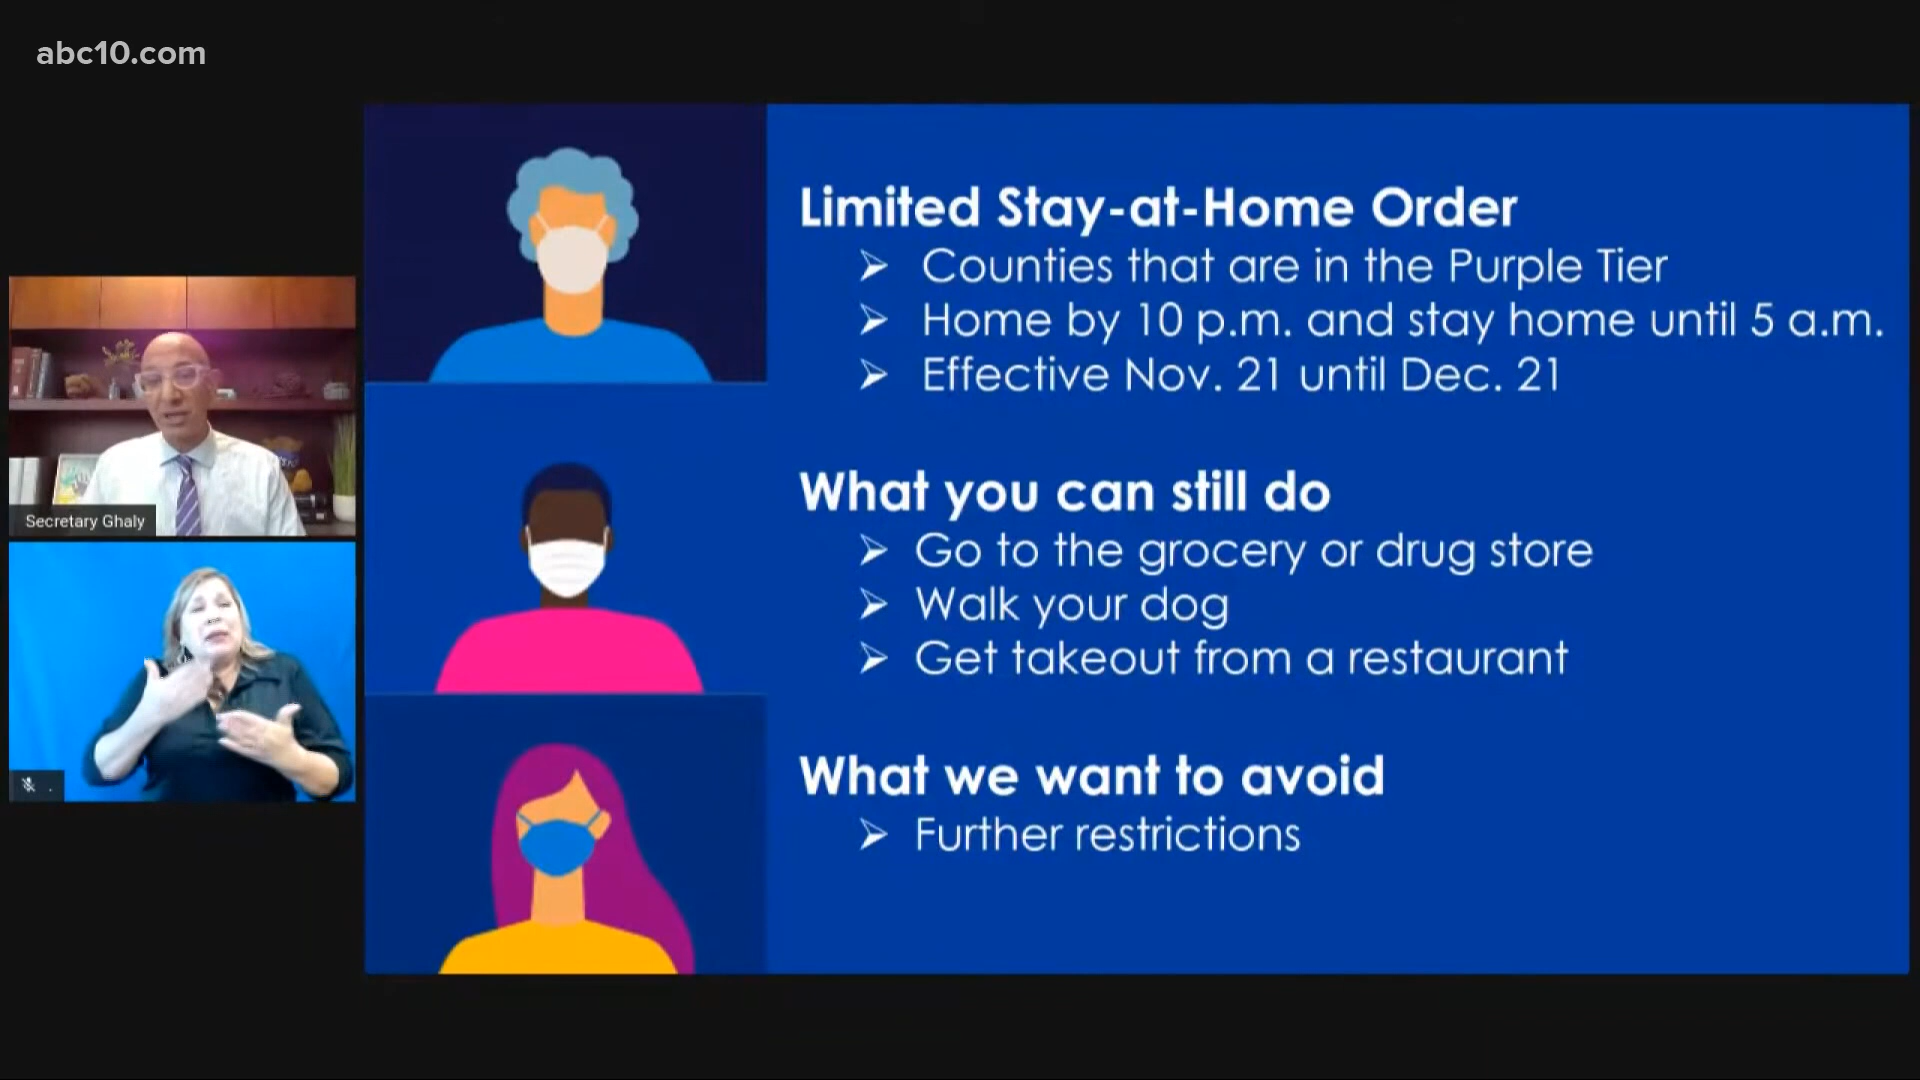 abc10.com
Limited Stay-at-Home Order
➢ Counties that are in the Purple Tier
➢ Home by 10 p.m. and stay home until 5 a.m.
➢ Effective Nov. 21 until Dec. 21
What you can still do
➢ Go to the grocery or drug store
➢ Walk your dog
➢ Get takeout from a restaurant
What we want to avoid
➢ Further restrictions
Secretary Ghaly
.